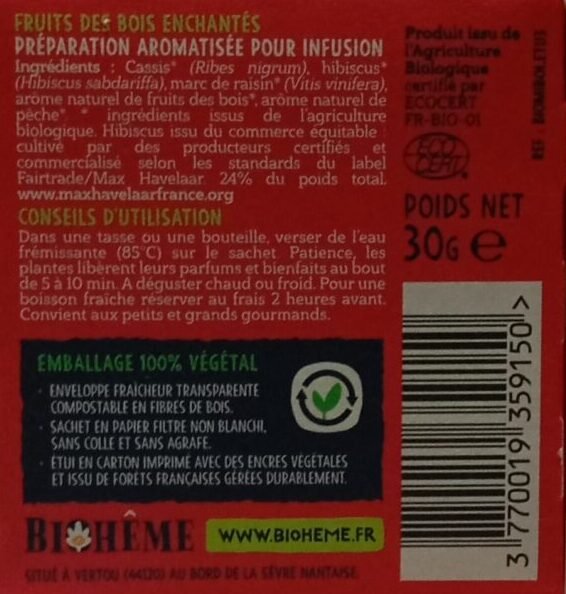 FRUITS DES BOIS ENCHANTÉS
PRÉPARATION AROMATISÉE POUR INFUSION
Ingrédients : Cassis* (Ribes nigrum), hibiscus*
(Hibiscus sabdariffa), marc de raisin* (Vitis vinifera),
arôme naturel de fruits des bois*, arôme naturel de
pêche* * ingrédients issus de l'agriculture
biologique. Hibiscus issu du commerce équitable :
cultivé par des producteurs certifiés et
commercialisé selon les standards du label
Fairtrade/Max Havelaar 24% du poids total.
www.maxhavelaarfrance.org
CONSEILS D'UTILISATION
Dans une tasse ou une bouteille, verser de l'eau
frémissante (85°C) sur le sachet Patience, les
plantes libèrent leurs parfums et bienfaits au bout
de 5 à 10 min. A déguster chaud ou froid. Pour une
boisson fraîche réserver au frais 2 heures avant.
Convient aux petits et grands gourmands.
EMBALLAGE 100% VÉGÉTAL
· ENVELOPPE FRAÎCHEUR TRANSPARENTE
COMPOSTABLE EN FIBRES DE BOIS.
· SACHET EN PAPIER FILTRE NON BLANCHI,
SANS COLLE ET SANS AGRAFE.
· ÉTUI EN CARTON IMPRIMÉ AVEC DES ENCRES VÉGÉTALES
ET ISSU DE FORÊTS FRANÇAISES GÉRÉES DURABLEMENT.
BIOHÊME
WWW.BIOHEME.FR
SITUÉ À VERTOU (44120) AU BORD DE LA SÈVRE NANTAISE
Produit issu de
l'Agriculture
Biologique
certifié par
ECOCERT
FR-BIO-01
ECO
CERT
REF : BIOMIBOLET15
POIDS NET
30G e
3 770019 359150 >